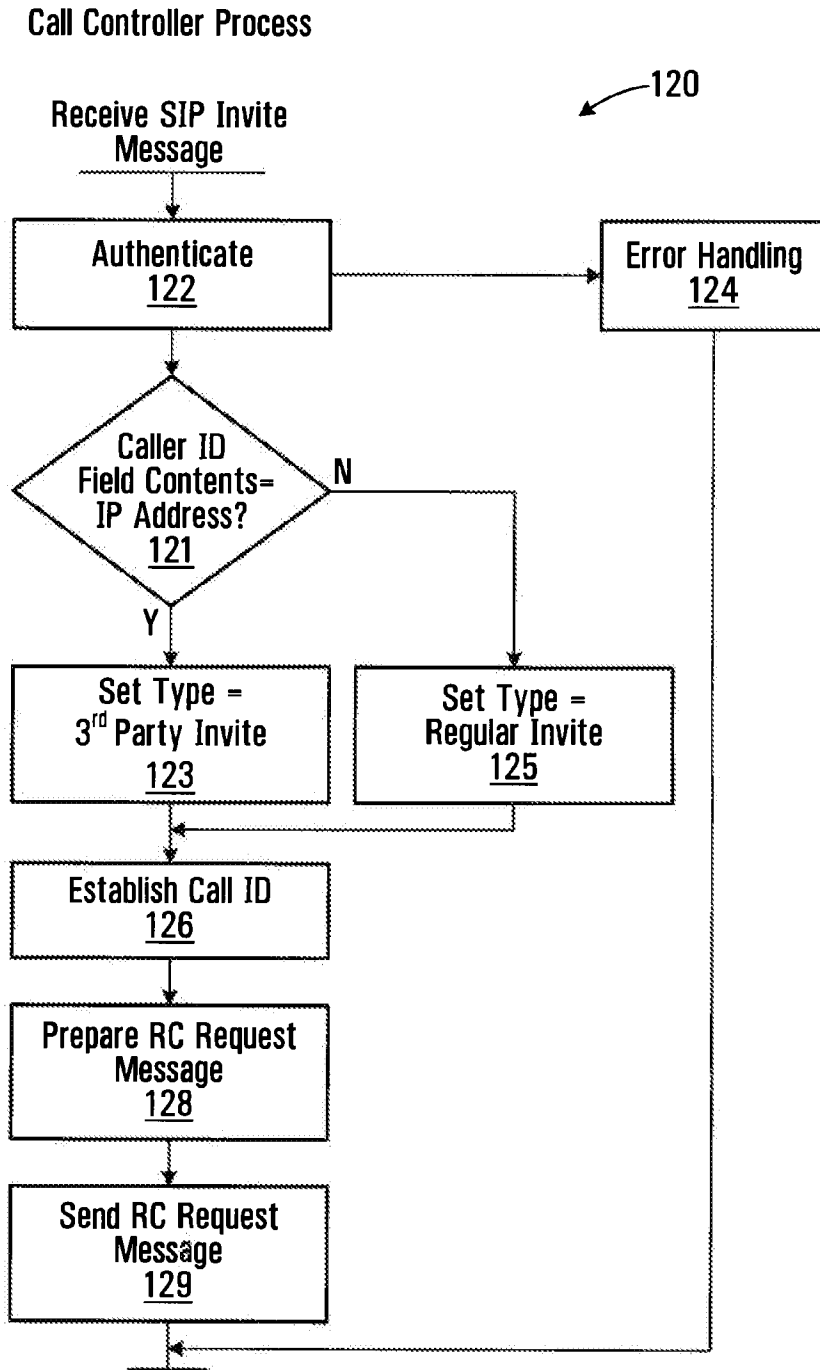 Call Controller Process
120
Receive SIP Invite
Message
Authenticate
122
Error Handling
124
Caller ID
Field Contents=
IP Address?
121
N
Y
Set Type =
3rd Party Invite
123
Set Type =
Regular Invite
125
Establish Call ID
126
Prepare RC Request
Message
128
Send RC Request
Message
129